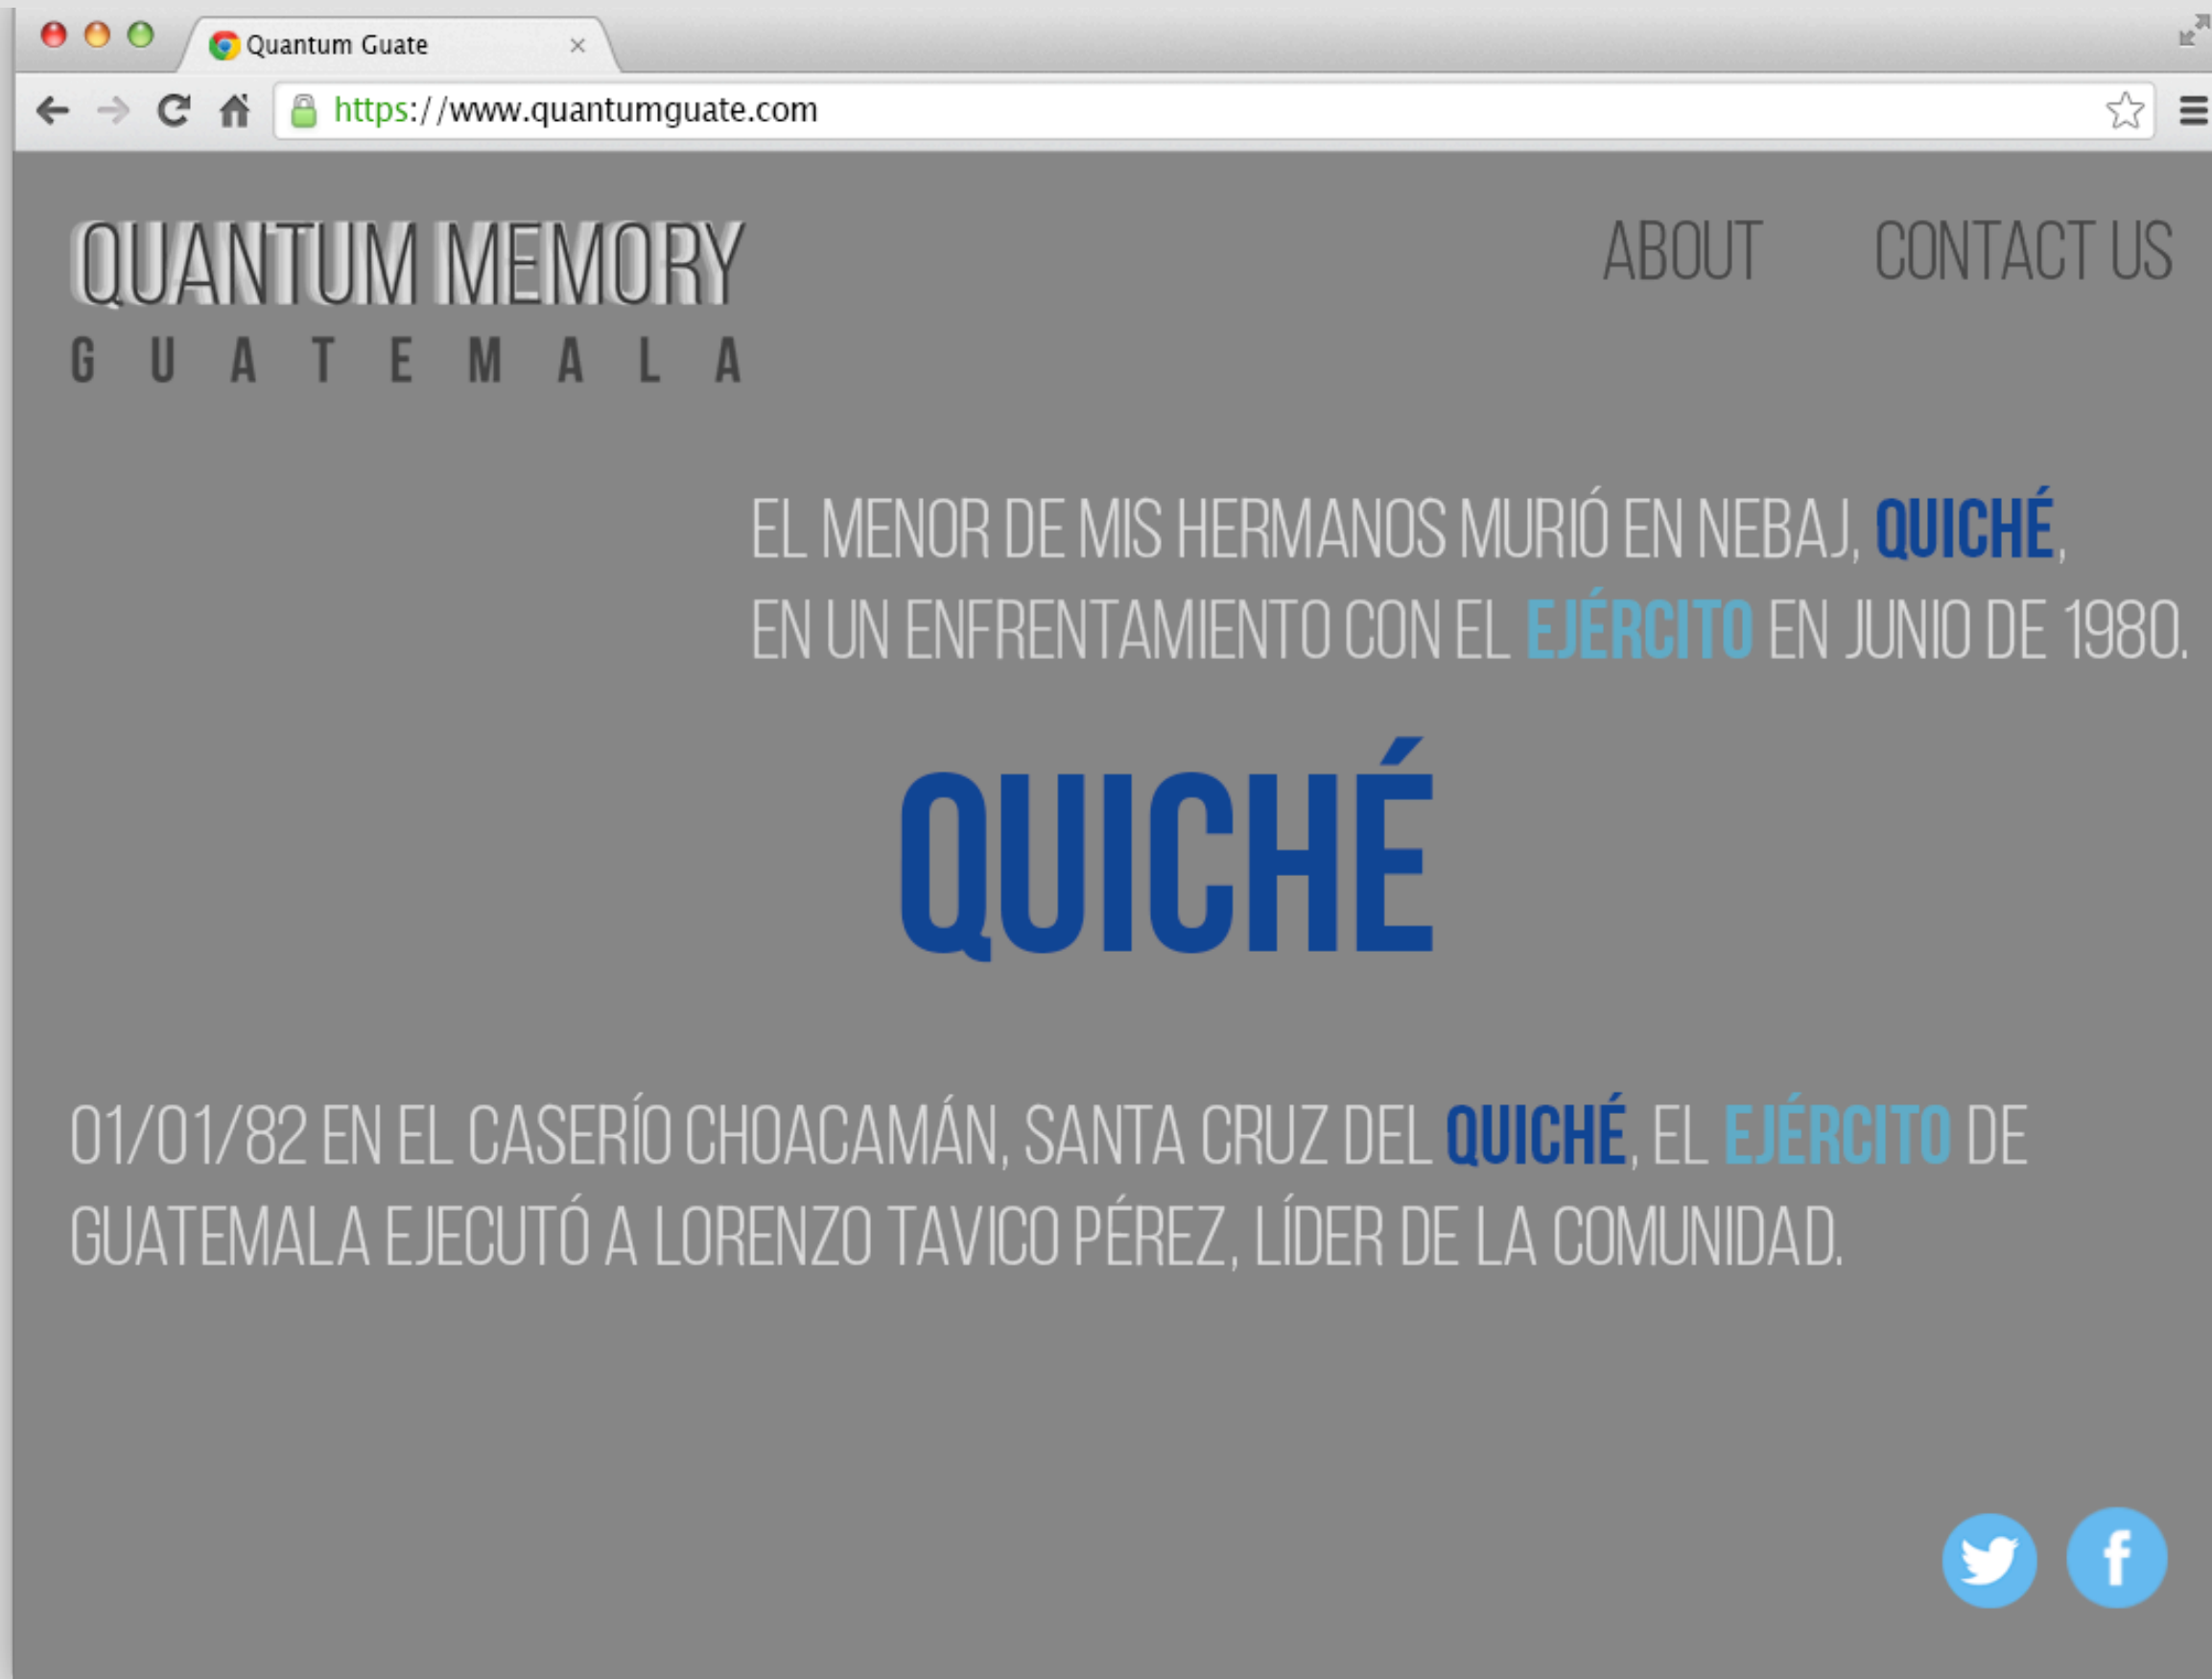 Quantum Guate
https://www.quantumguate.com
QUANTUM MEMORY
GUATEMALA
ABOUT
CONTACT US
EL MENOR DE MIS HERMANOS MURIÓ EN NEBAJ, QUICHÉ,
EN UN ENFRENTAMIENTO CON EL EJÉRCITO EN JUNIO DE 1980.
QUICHÉ
01/01/82 EN EL CASERÍO CHOACAMÁN, SANTA CRUZ DEL QUICHÉ, EL EJÉRCITO DE
GUATEMALA EJECUTÓ A LORENZO TAVICO PÉREZ, LÍDER DE LA COMUNIDAD.